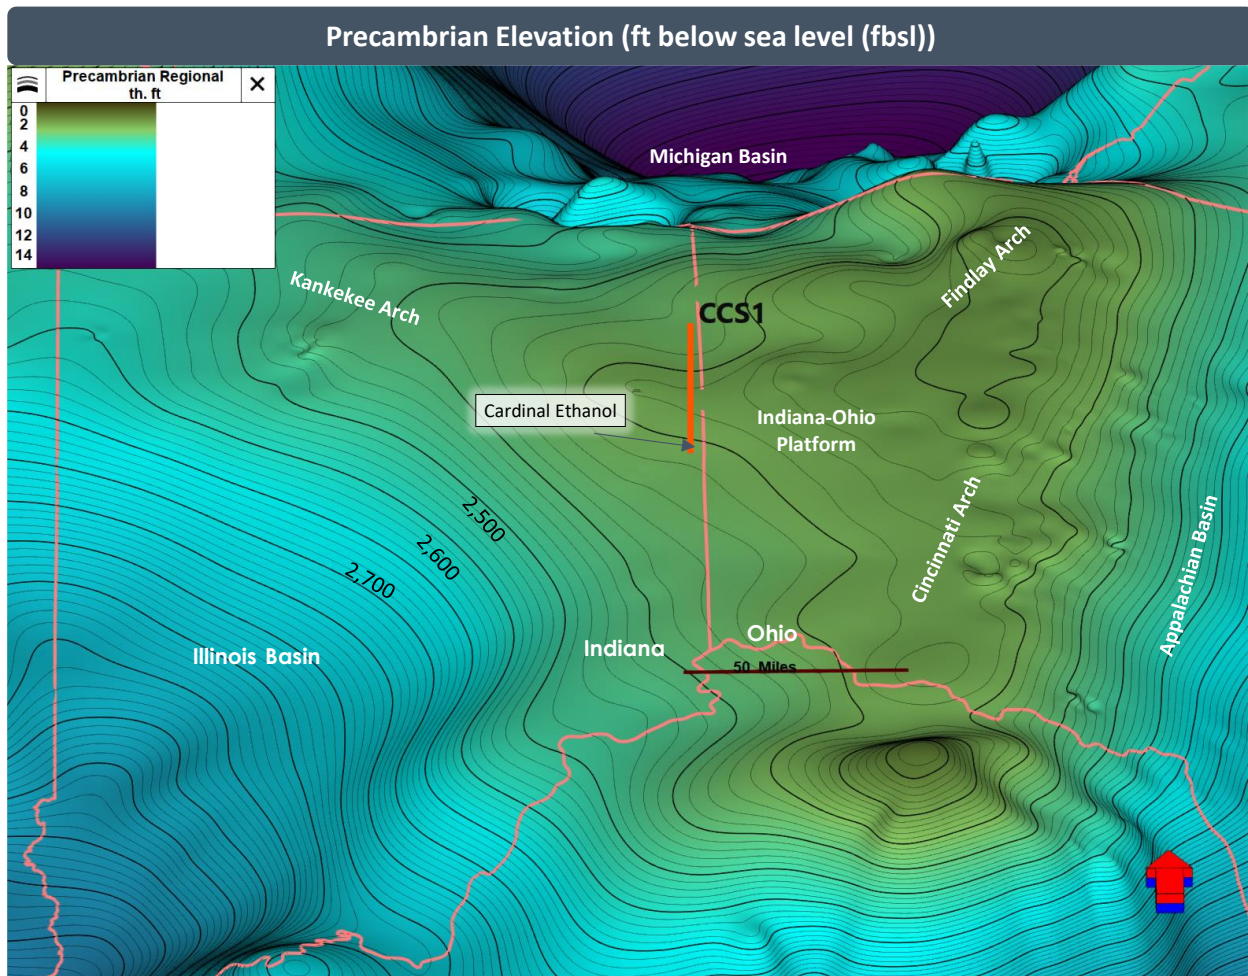 Precambrian Elevation (ft below sea level (fbsl))
Precambrian Regional
th. ft
0
2
4
6
8
10
12
14
Michigan Basin
Kankekee Arch
Findlay Arch
CCS1
Cardinal Ethanol
Indiana-Ohio
Platform
2,500
2,600
2,700
Cincinnati Arch
Appalachian Basin
Illinois Basin
Indiana
Ohio
50 Miles